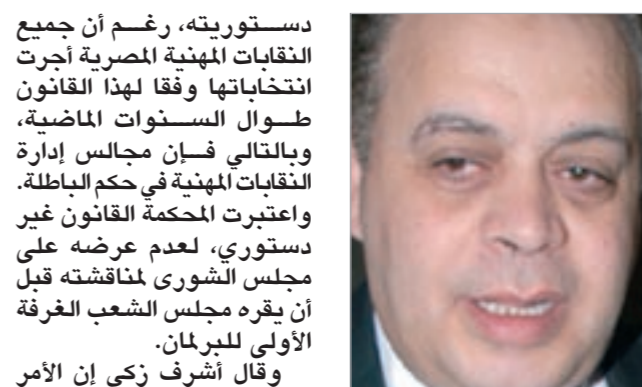 دستوريته، رغم أن جميع
النقابات المهنية المصرية أجرت
انتخاباتها وفقا لهذا القانون
طوال السنوات الماضية،
وبالتالي فإن مجالس إدارة
النقابات المهنية في حكم الباطلة.
واعتبرت المحكمة القانون غير
دستوري، لعدم عرضه على
مجلس الشورى لمناقشته قبل
أن يقره مجلس الشعب الغرفة
الأولى للبرلمان.
وقال أشرف زكي إن الأمر